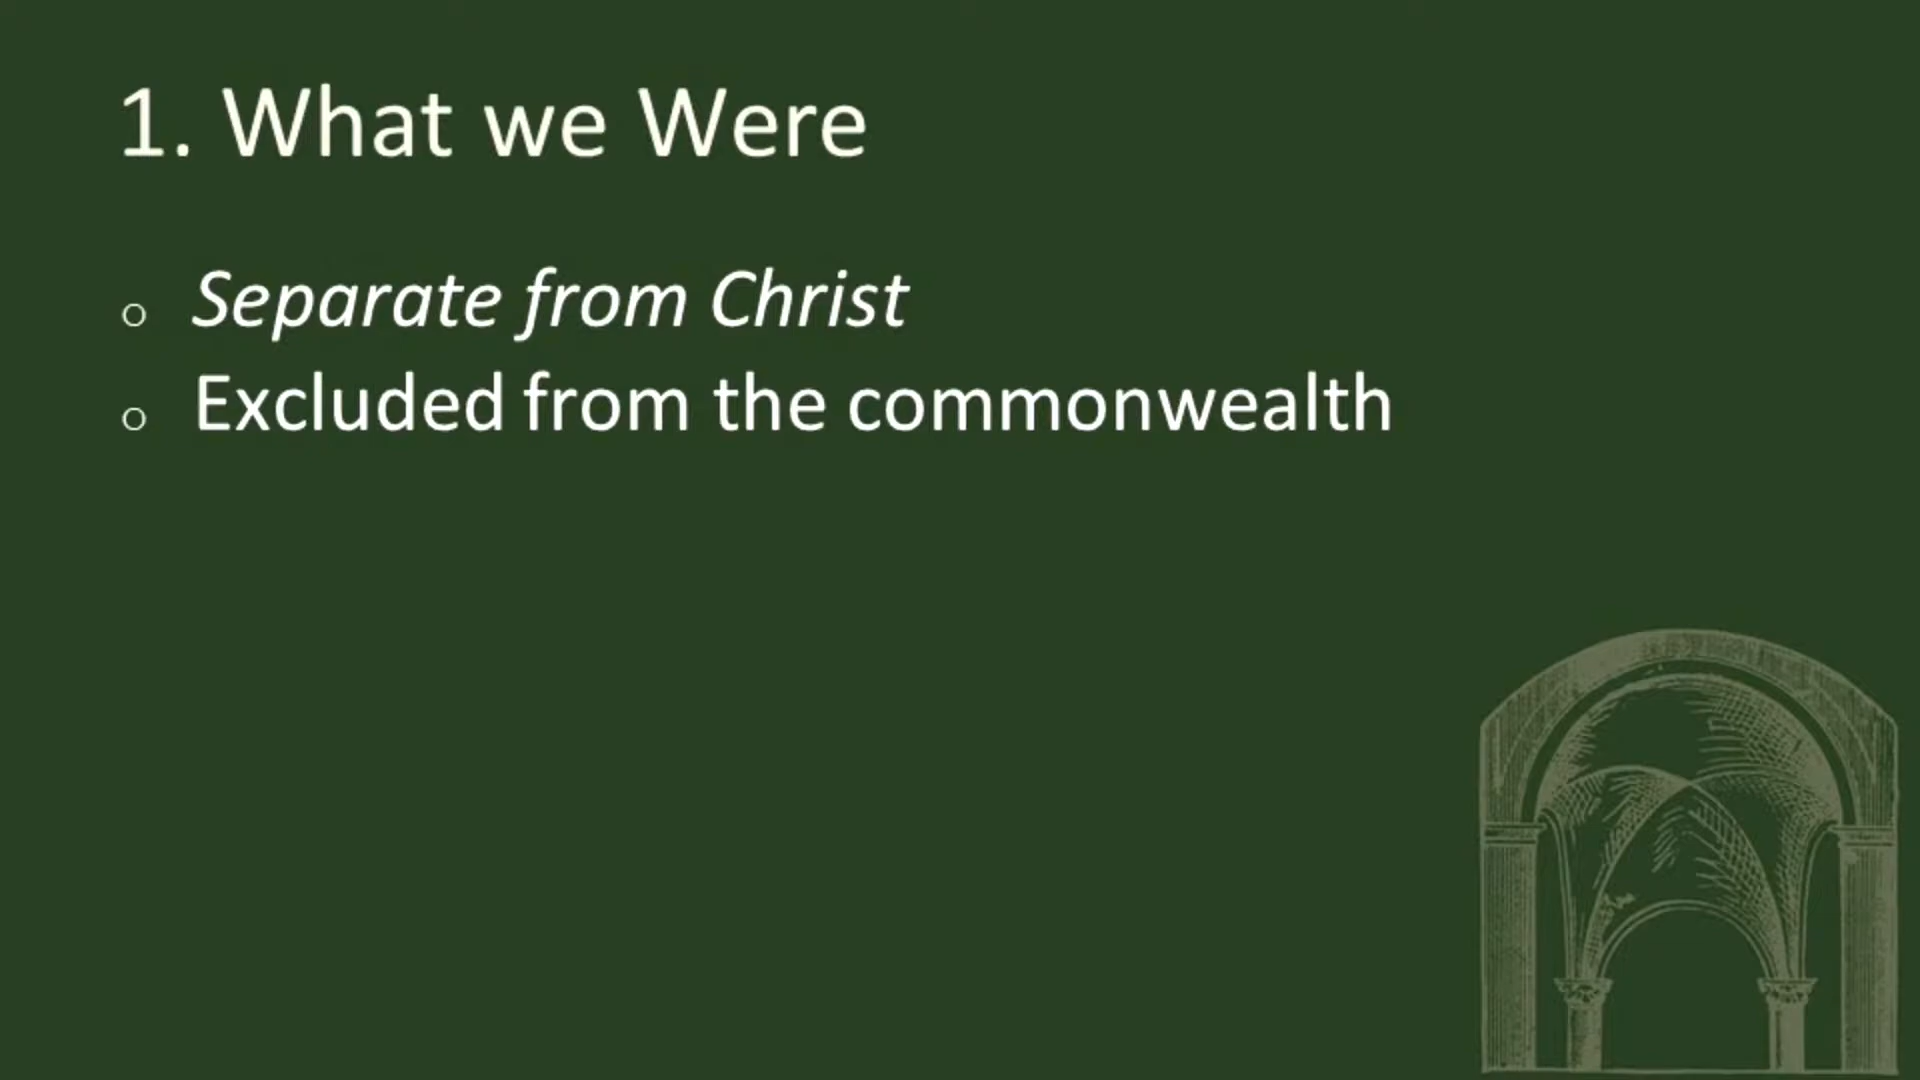 1. What we Were
○ Separate from Christ
○ Excluded from the commonwealth